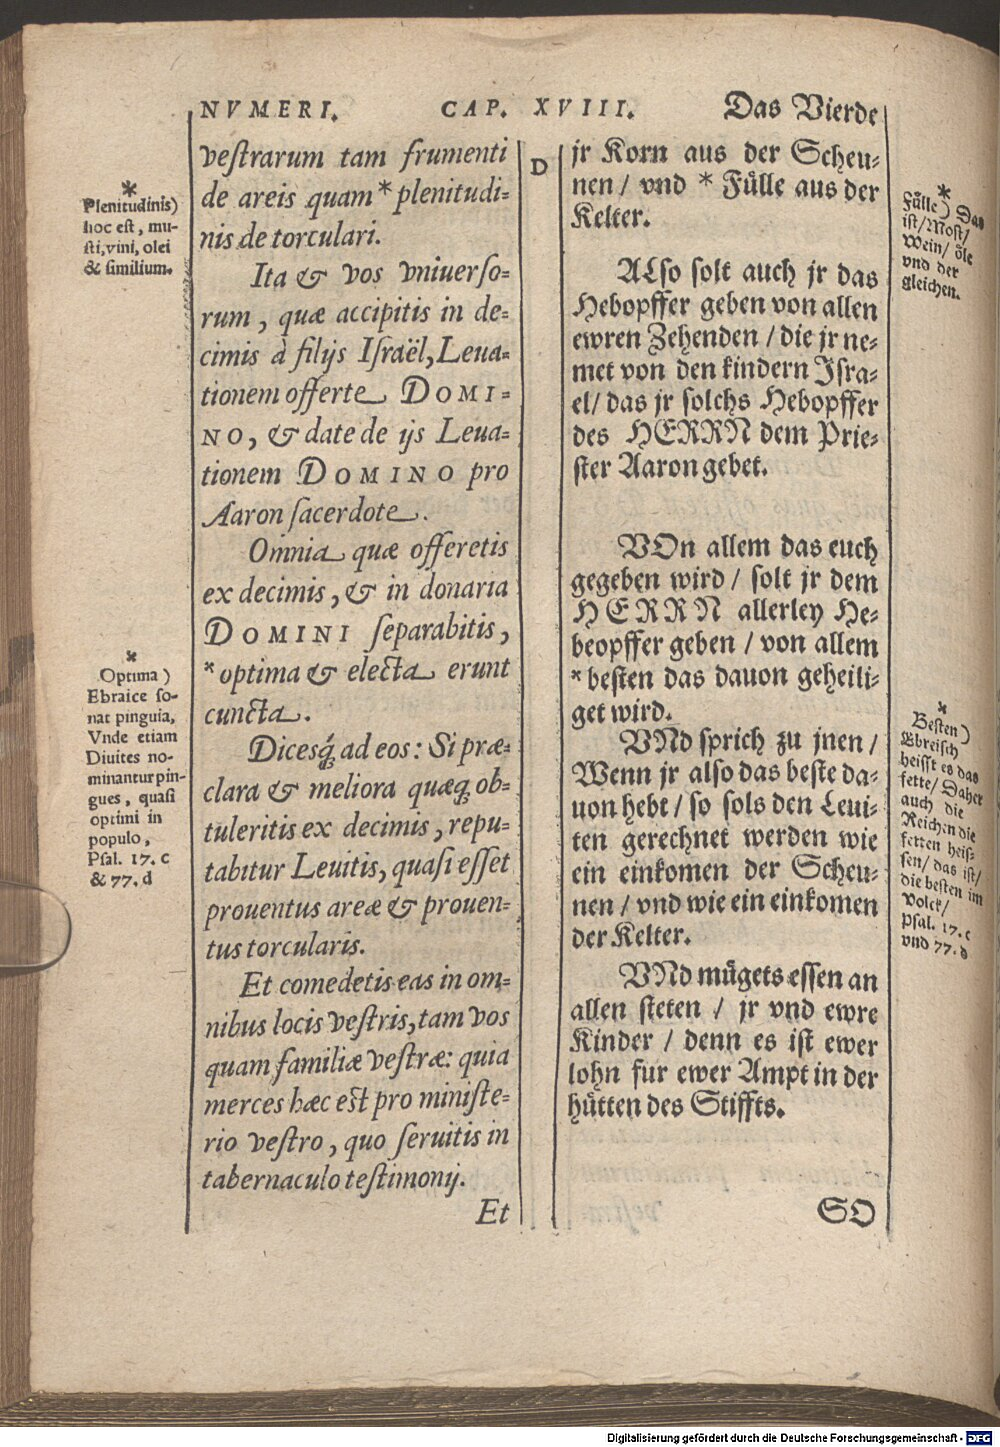 NVMERI. CAP. XVIII. Das Vierde
*
Plenitudinis)
hoc est, mu-
sti, vini, olei
& similium.
*
Optima)
Ebraice so-
nat pinguia,
Vnde etiam
Diuites no-
minantur pin-
gues, quasi
optimi in
populo,
Psal. 17. c
& 77. d
vestrarum tam frumenti
de areis quam * plenitudi-
nis de torculari.
Ita & vos vniuerso-
rum, quæ accipitis in de-
cimis à filijs Israël, Leua-
tionem offerte DOMI-
NO, & date de ijs Leua-
tionem DOMINO pro
Aaron sacerdote.
Omnia quæ offeretis
ex decimis, & in donaria
DOMINI separabitis,
* optima & electa erunt
cuncta.
Dicesq́ ad eos: Si præ-
clara & meliora quæq ob-
tuleritis ex decimis, repu-
tabitur Leuitis, quasi esset
prouentus areæ & prouen-
tus torcularis.
Et comedetis eas in om-
nibus locis vestris, tam vos
quam familiæ vestræ: quia
merces hæc est pro ministe-
rio vestro, quo seruitis in
tabernaculo testimonij.
Et
D
jr Korn aus der Scheu-
nen / vnd * Fülle aus der
Kelter.
ALso solt auch jr das
Hebopffer geben von allen
ewren Zehenden / die jr ne-
met von den kindern Isra-
el / das jr solchs Hebopffer
des HERRN dem Prie-
ster Aaron gebet.
VOn allem das euch
gegeben wird / solt jr dem
HERRN allerley He-
beopffer geben / von allem
* besten das dauon geheili-
get wird.
VNd sprich zu jnen /
Wenn jr also das beste da-
uon hebt / so sols den Leui-
ten gerechnet werden wie
ein einkomen der Scheu-
nen / vnd wie ein einkomen
der Kelter.
VNd mügets essen an
allen steten / jr vnd ewre
Kinder / denn es ist ewer
lohn fur ewer Ampt in der
hütten des Stiffts.
SO
*
Fülle) Das
ist / Most /
Wein / öle
vnd der
gleichen.
*
Besten)
Ebreisch
heisst es das
fette / Daher
auch die
Reichen die
fetten heis-
sen / das ist /
die besten im
Volck /
Psal. 17. c
vnd 77. d
Digitalisierung gefördert durch die Deutsche Forschungsgemeinschaft - DFG